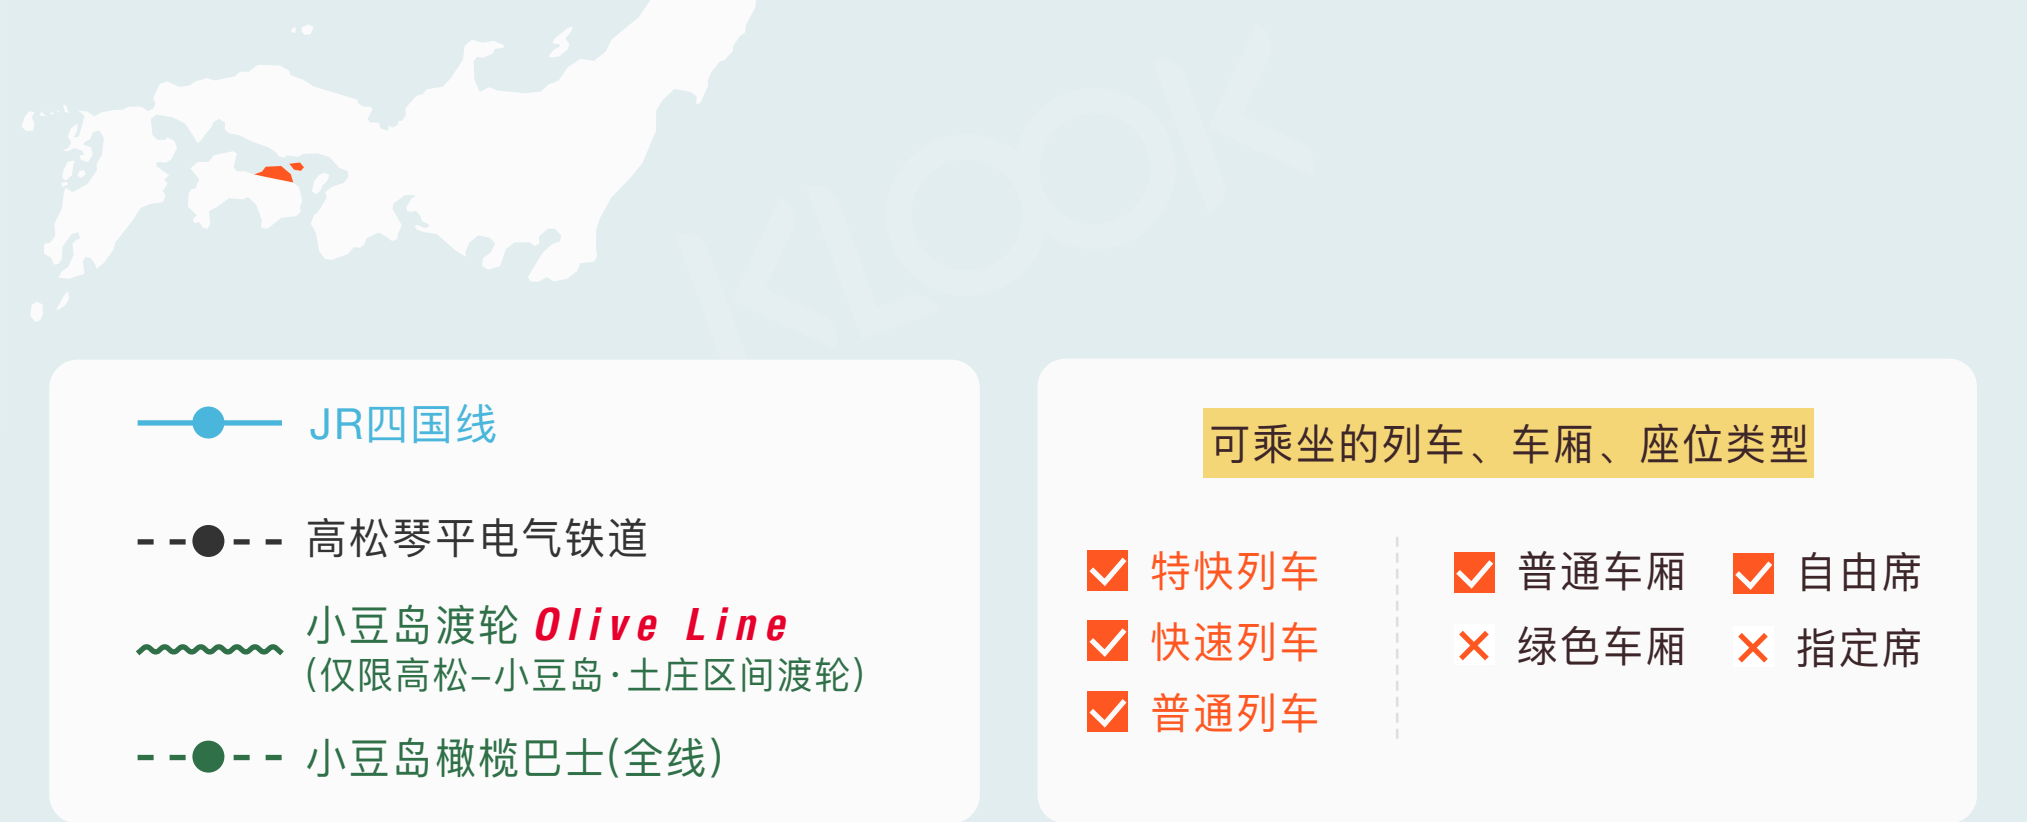 KLOOK
JR四国线
高松琴平电气铁道
小豆岛渡轮 Olive Line
(仅限高松–小豆岛·土庄区间渡轮)
小豆岛橄榄巴士(全线)
可乘坐的列车、车厢、座位类型
特快列车
快速列车
普通列车
普通车厢
绿色车厢
自由席
指定席